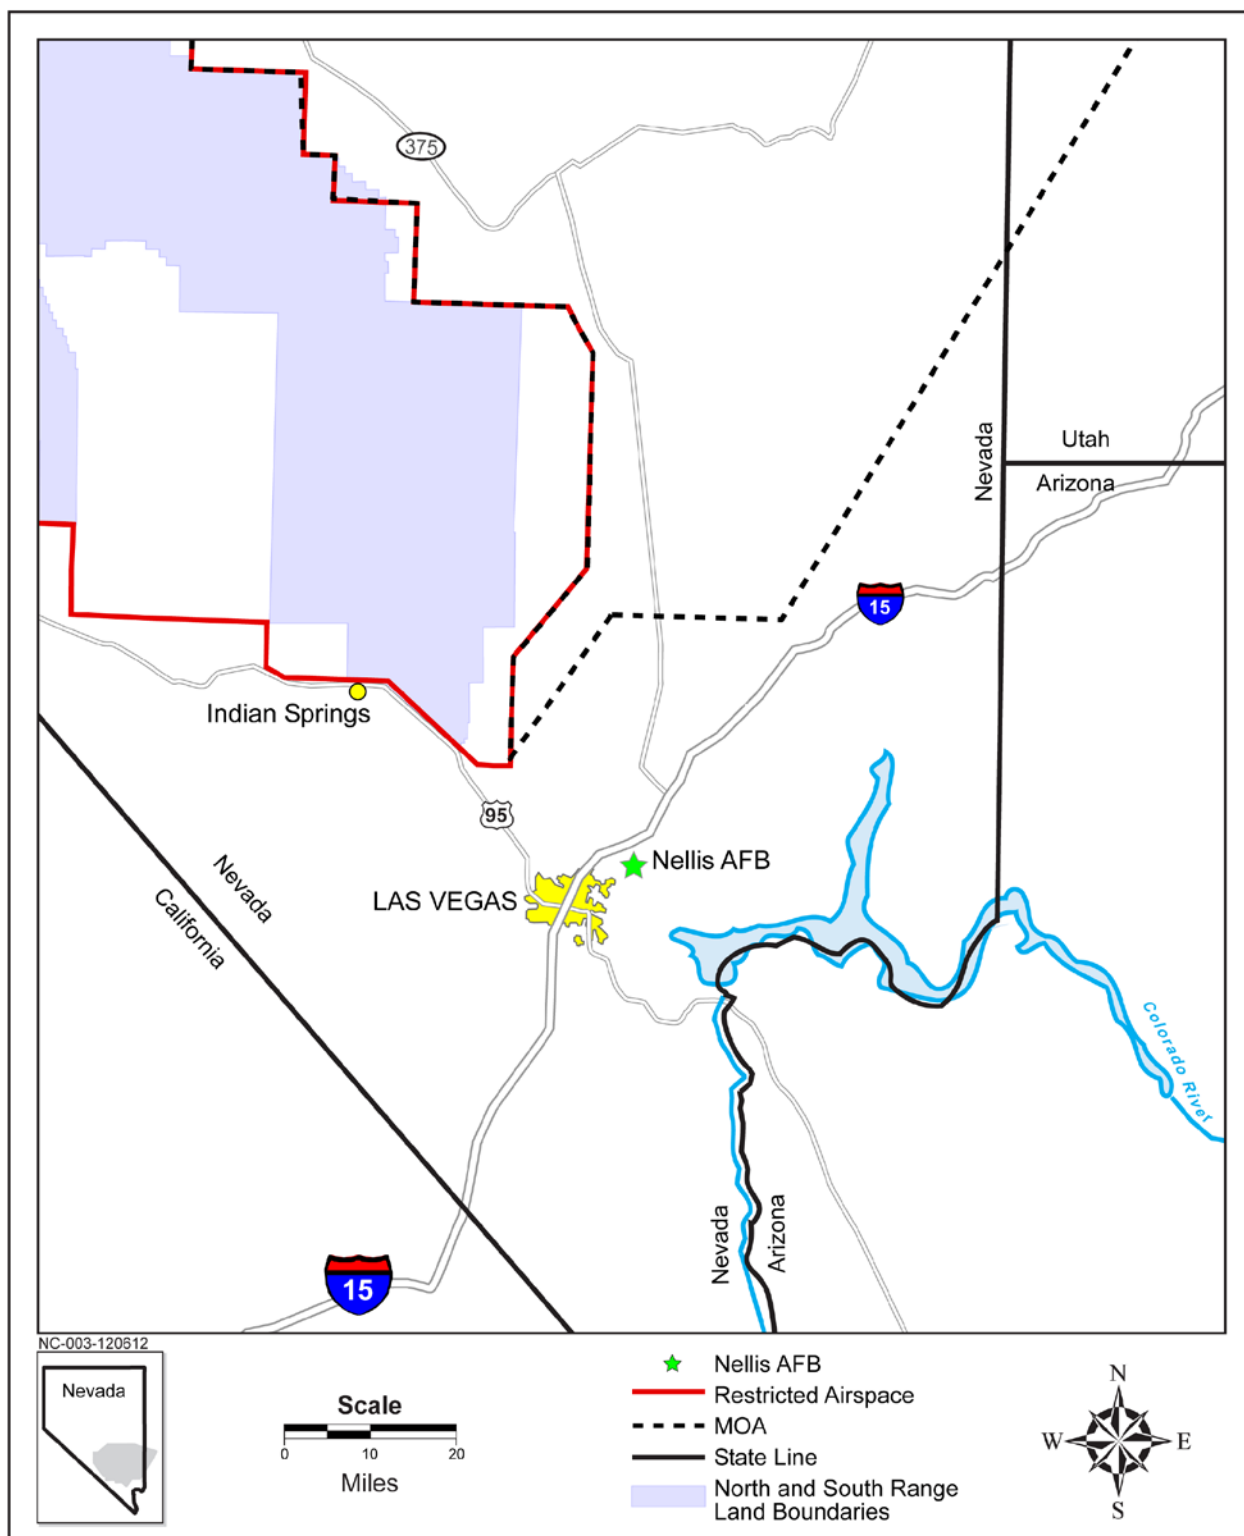 375
Nevada
Utah
Arizona
15
Indian Springs
95
Nellis AFB
LAS VEGAS
Nevada
California
Colorado River
Nevada
Arizona
15
NC-003-120612
Nevada
Scale
0 10 20
Miles
Nellis AFB
Restricted Airspace
MOA
State Line
North and South Range
Land Boundaries
N
W E
S